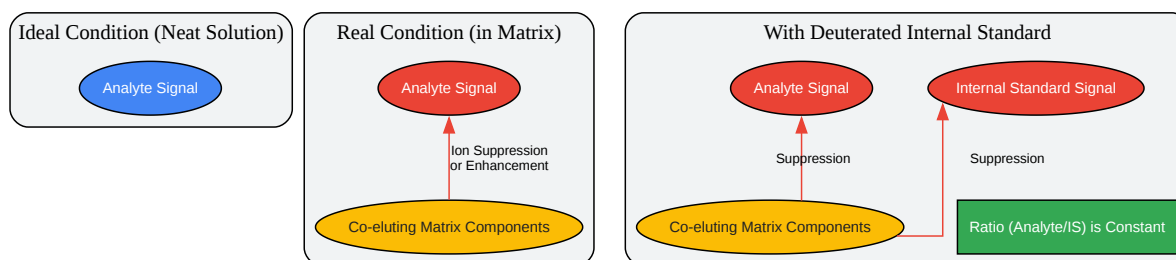 Ideal Condition (Neat Solution)
Analyte Signal
Real Condition (in Matrix)
Analyte Signal
Ion Suppression
or Enhancement
Co-eluting Matrix Components
With Deuterated Internal Standard
Analyte Signal
Internal Standard Signal
Suppression
Suppression
Co-eluting Matrix Components
Ratio (Analyte/IS) is Constant